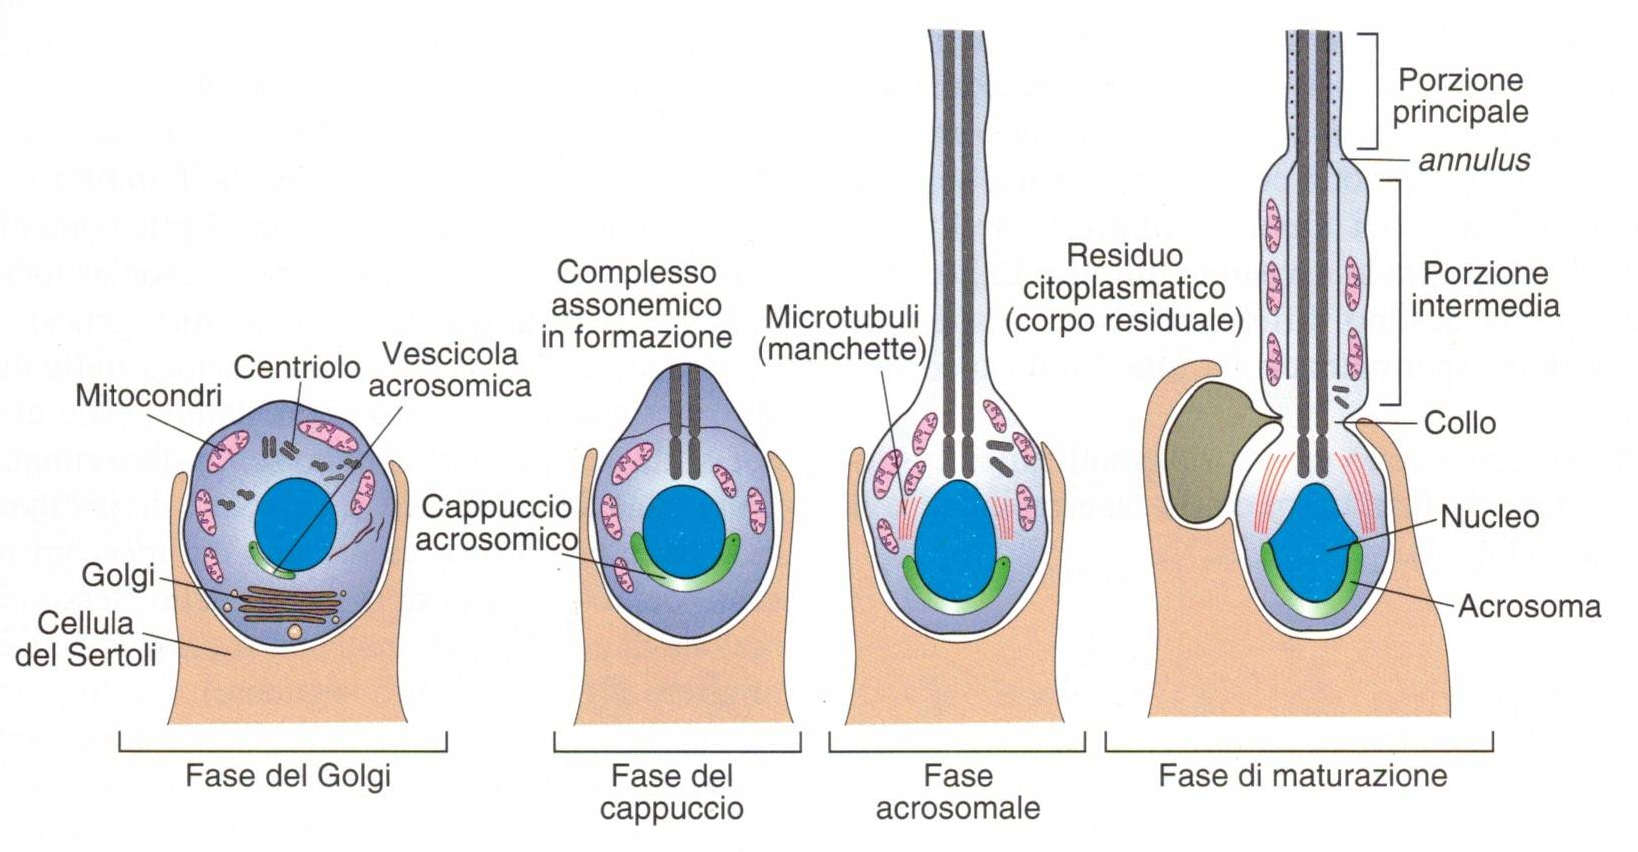 Porzione
principale
annulus
Porzione
intermedia
Residuo
citoplasmatico
(corpo residuale)
Complesso
assonemico
in formazione
Microtubuli
(manchette)
Vescicola
acrosomica
Centriolo
Mitocondri
Collo
Cappuccio
acrosomico
Nucleo
Golgi
Acrosoma
Cellula
del Sertoli
Fase del Golgi
Fase del
cappuccio
Fase
acrosomale
Fase di maturazione